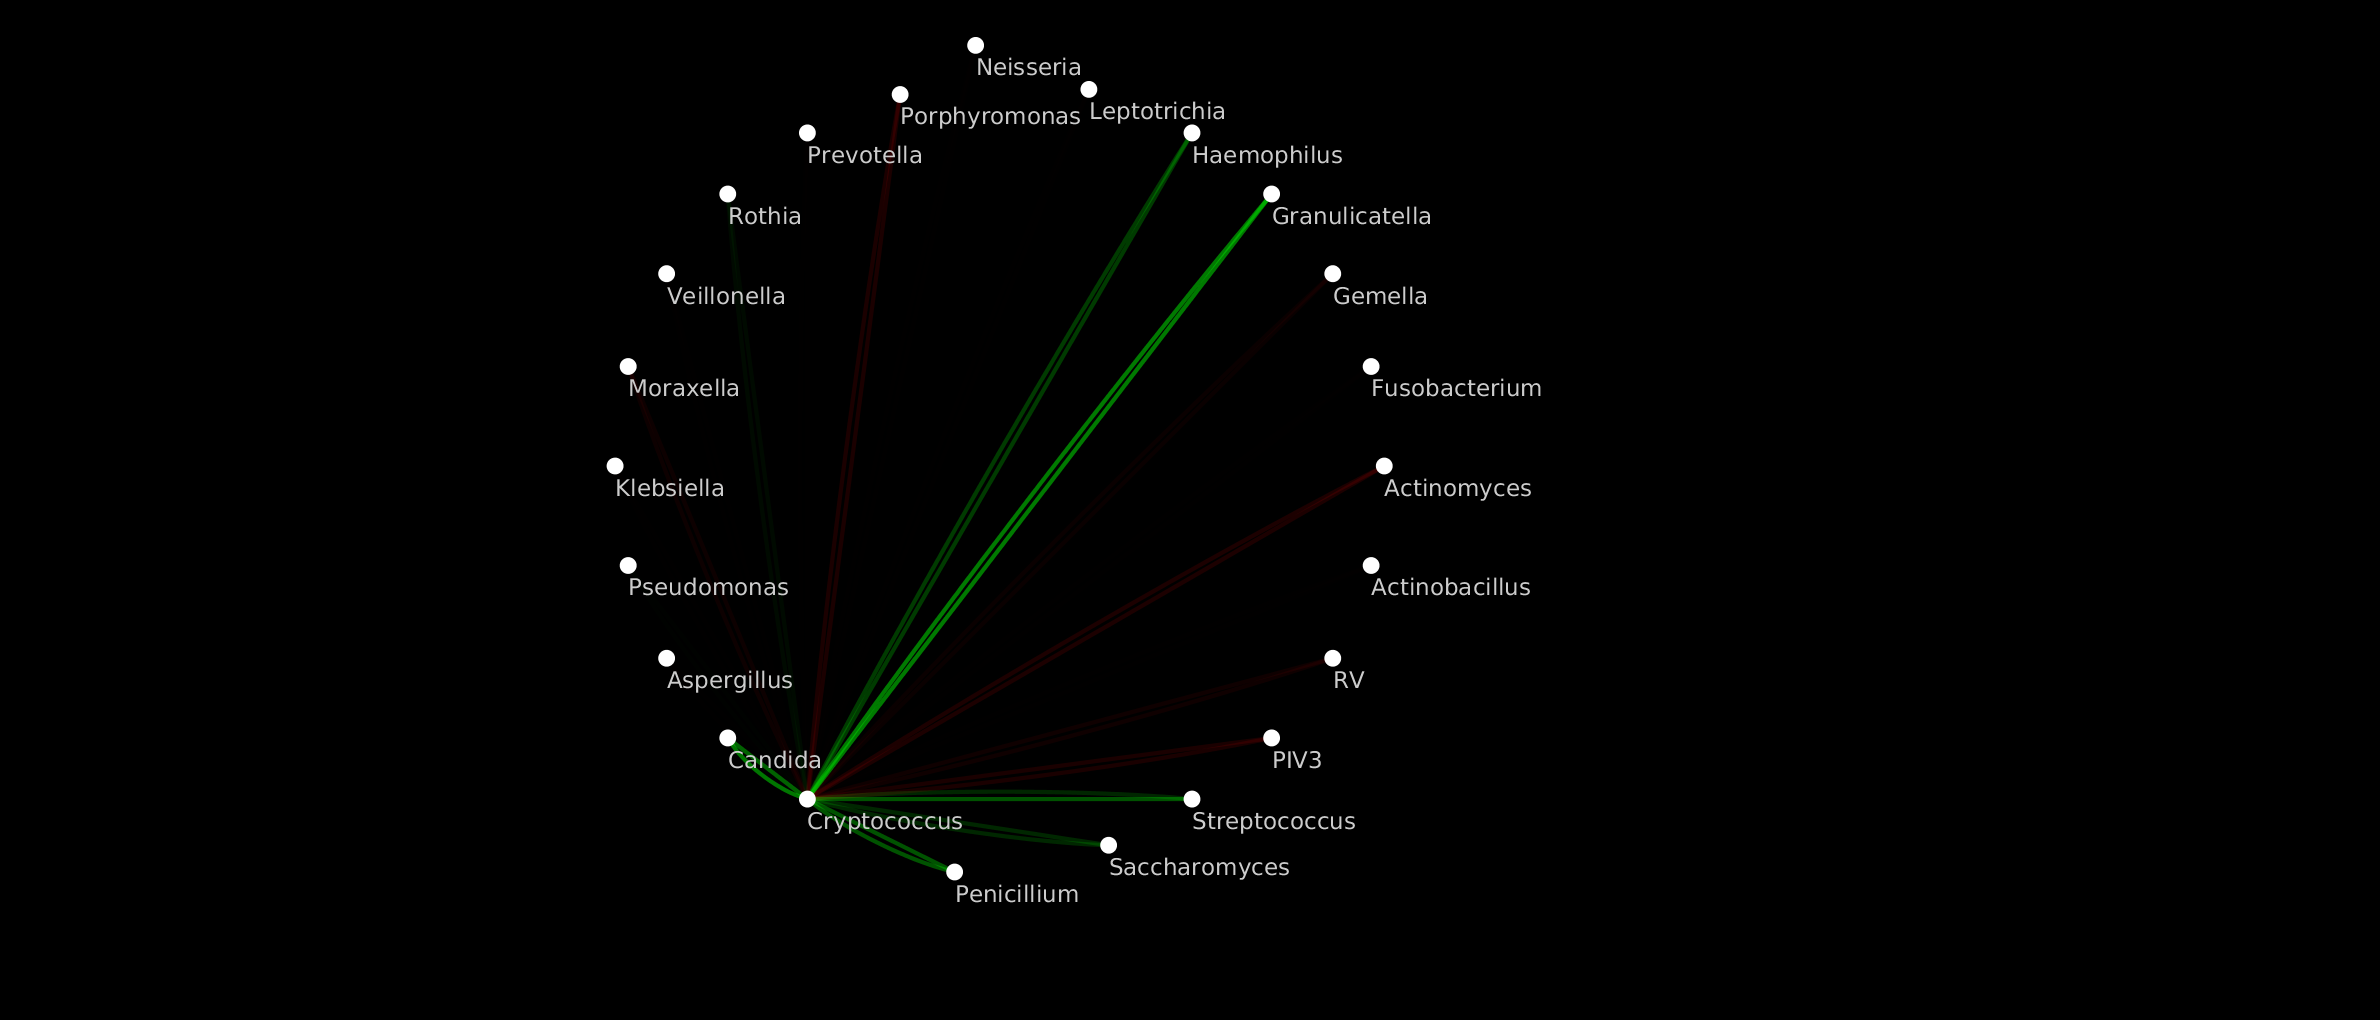 Neisseria
Leptotrichia
Porphyromonas
Prevotella
Haemophilus
Rothia
Granulicatella
Veillonella
Gemella
Moraxella
Fusobacterium
Klebsiella
Actinomyces
Pseudomonas
Actinobacillus
Aspergillus
RV
Candida
PIV3
Cryptococcus
Streptococcus
Saccharomyces
Penicillium